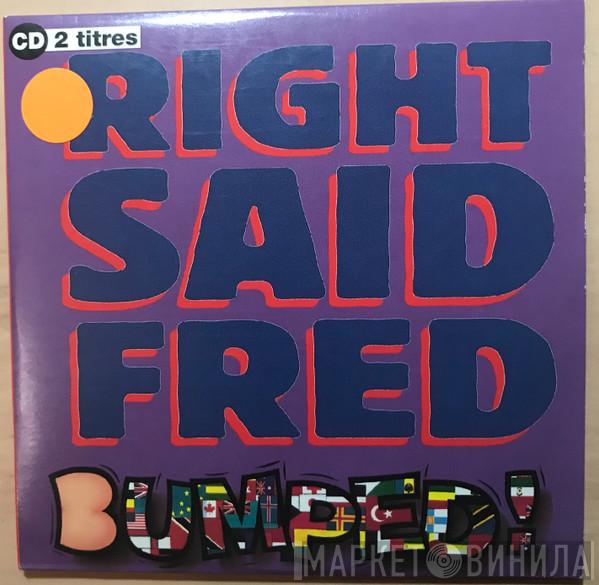 CD 2 titres
RIGHT
SAID
FRED
BUMPED!
МАРКЕТ ВИНИЛА